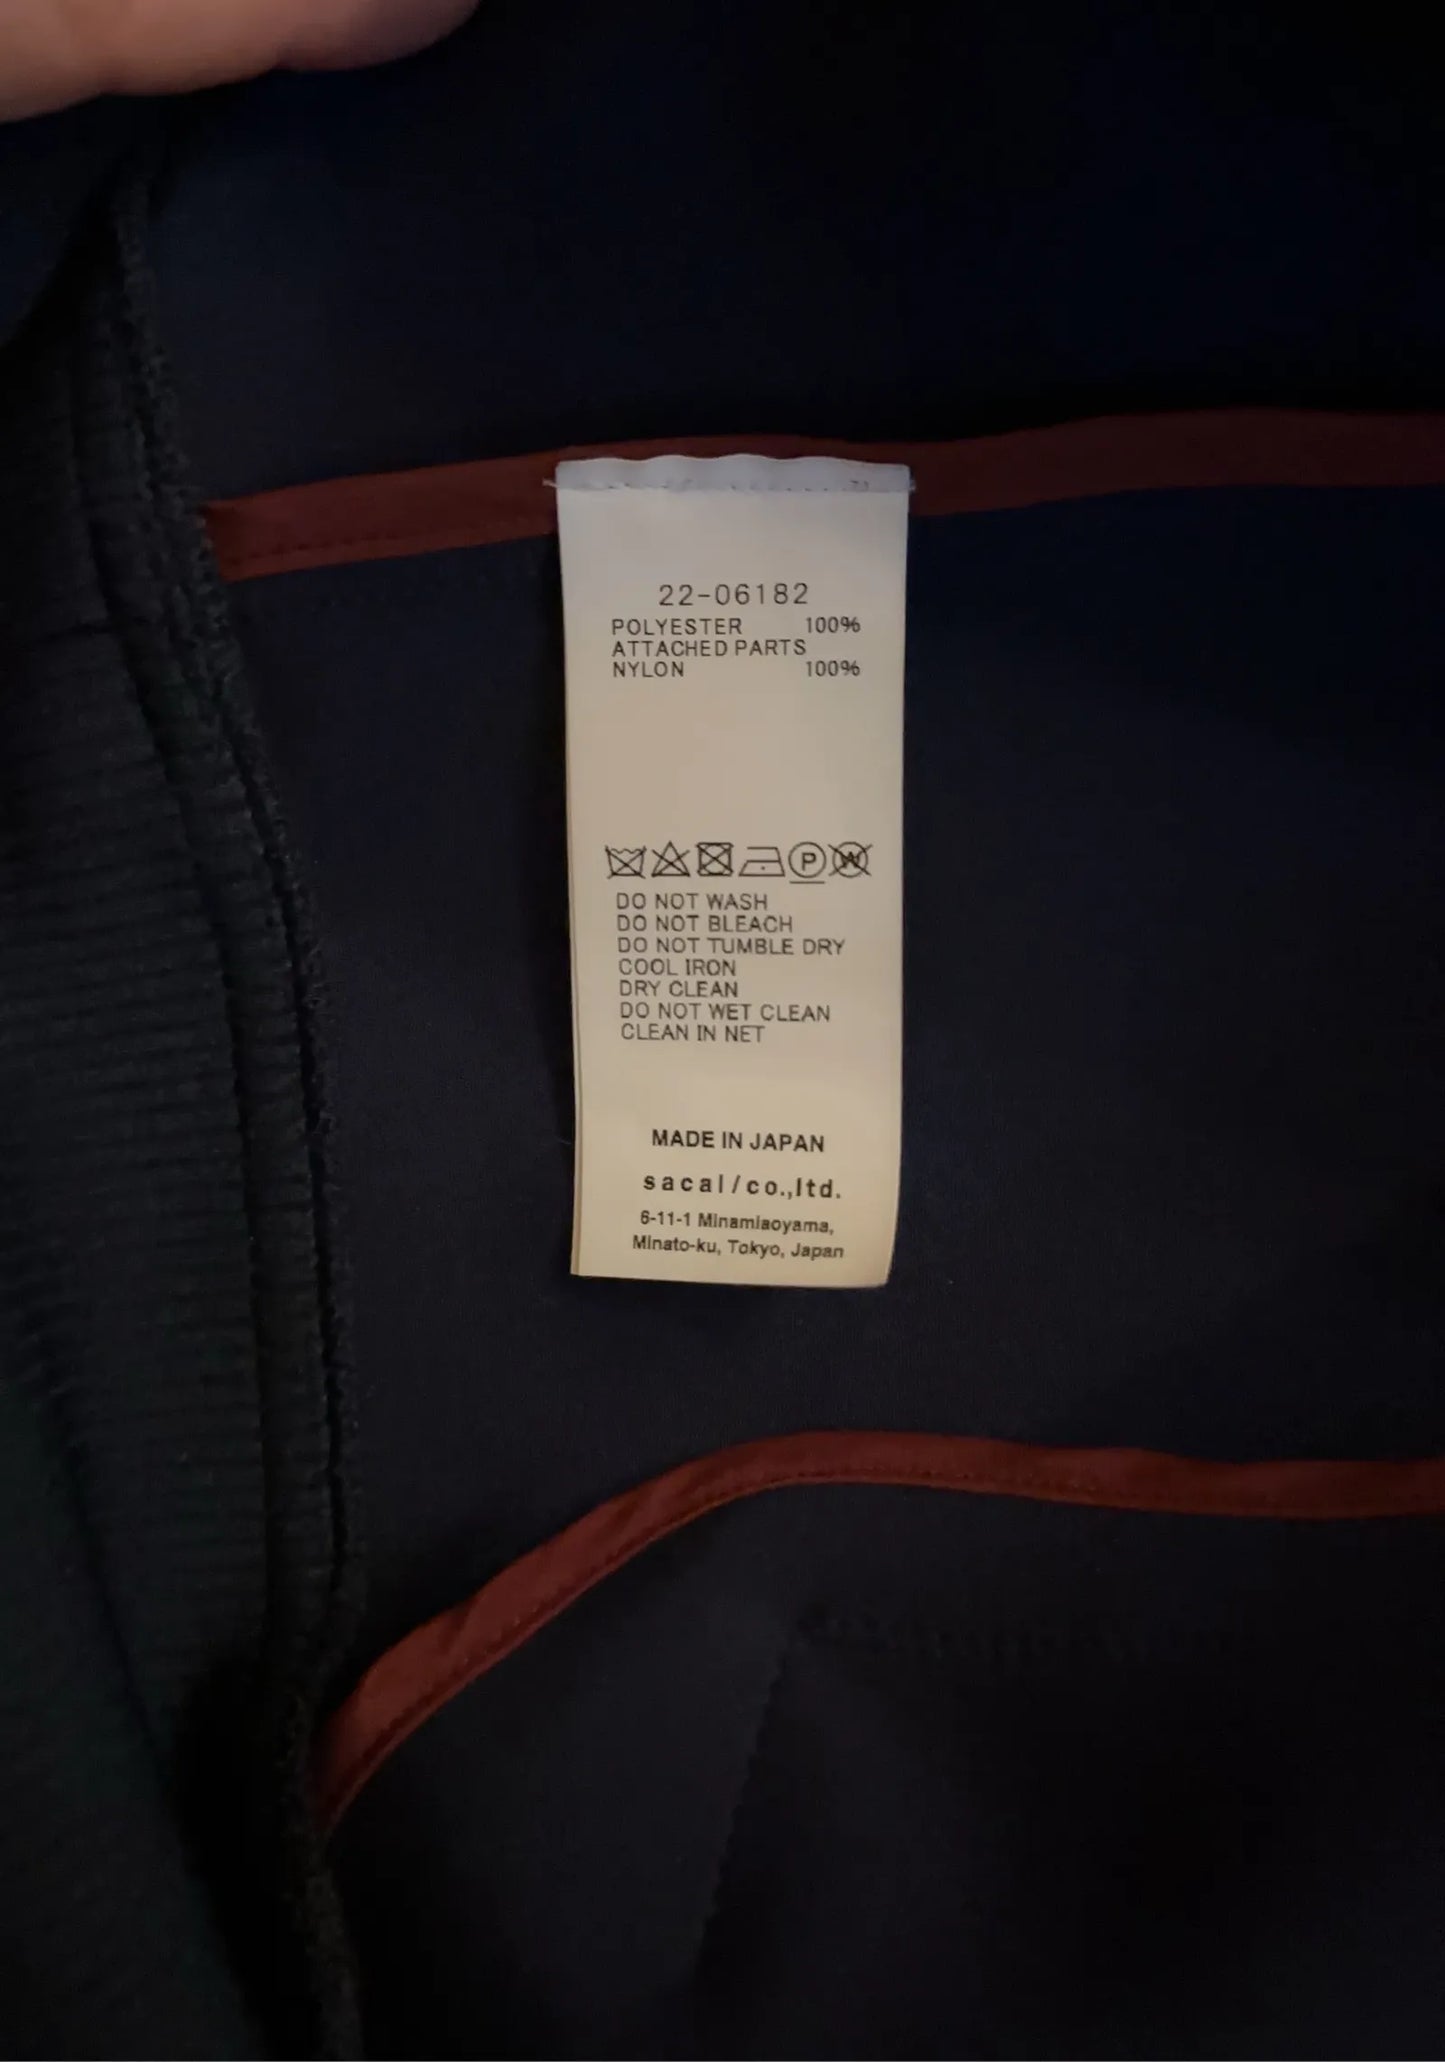 22-06182
POLYESTER 100%
ATTACHED PARTS
NYLON 100%
P W
DO NOT WASH
DO NOT BLEACH
DO NOT TUMBLE DRY
COOL IRON
DRY CLEAN
DO NOT WET CLEAN
CLEAN IN NET
MADE IN JAPAN
sacai/co.,ltd.
6-11-1 Minamiaoyama,
Minato-ku, Tokyo, Japan